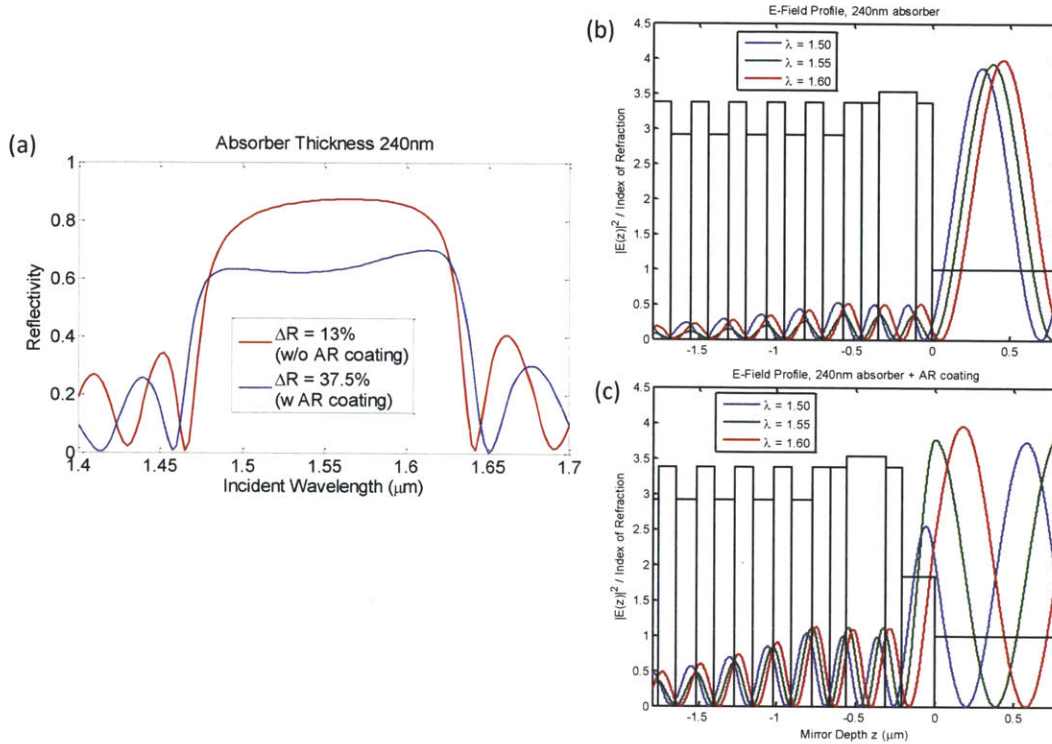 (a)
Absorber Thickness 240nm
Reflectivity
1
0.8
0.6
0.4
0.2
0
1.4
1.45
1.5
1.55
1.6
1.65
1.7
Incident Wavelength (μm)
ΔR = 13%
(w/o AR coating)
ΔR = 37.5%
(w AR coating)
(b)
E-Field Profile, 240nm absorber
|E(z)|² / Index of Refraction
4.5
4
3.5
3
2.5
2
1.5
1
0.5
0
-1.5
-1
-0.5
0
0.5
λ = 1.50
λ = 1.55
λ = 1.60
(c)
E-Field Profile, 240nm absorber + AR coating
|E(z)|² / Index of Refraction
4.5
4
3.5
3
2.5
2
1.5
1
0.5
0
-1.5
-1
-0.5
0
0.5
Mirror Depth z (μm)
λ = 1.50
λ = 1.55
λ = 1.60